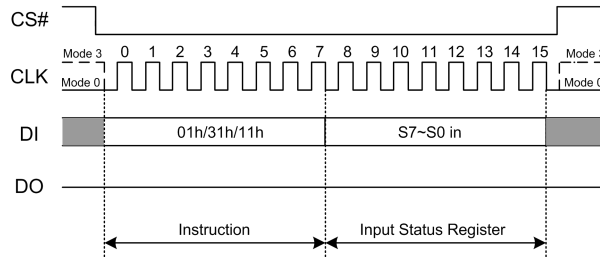 CS#
Mode 3 0 1 2 3 4 5 6 7 8 9 10 11 12 13 14 15 Mode 3
CLK
Mode 0 Mode 0
DI 01h/31h/11h S7~S0 in
DO
Instruction Input Status Register